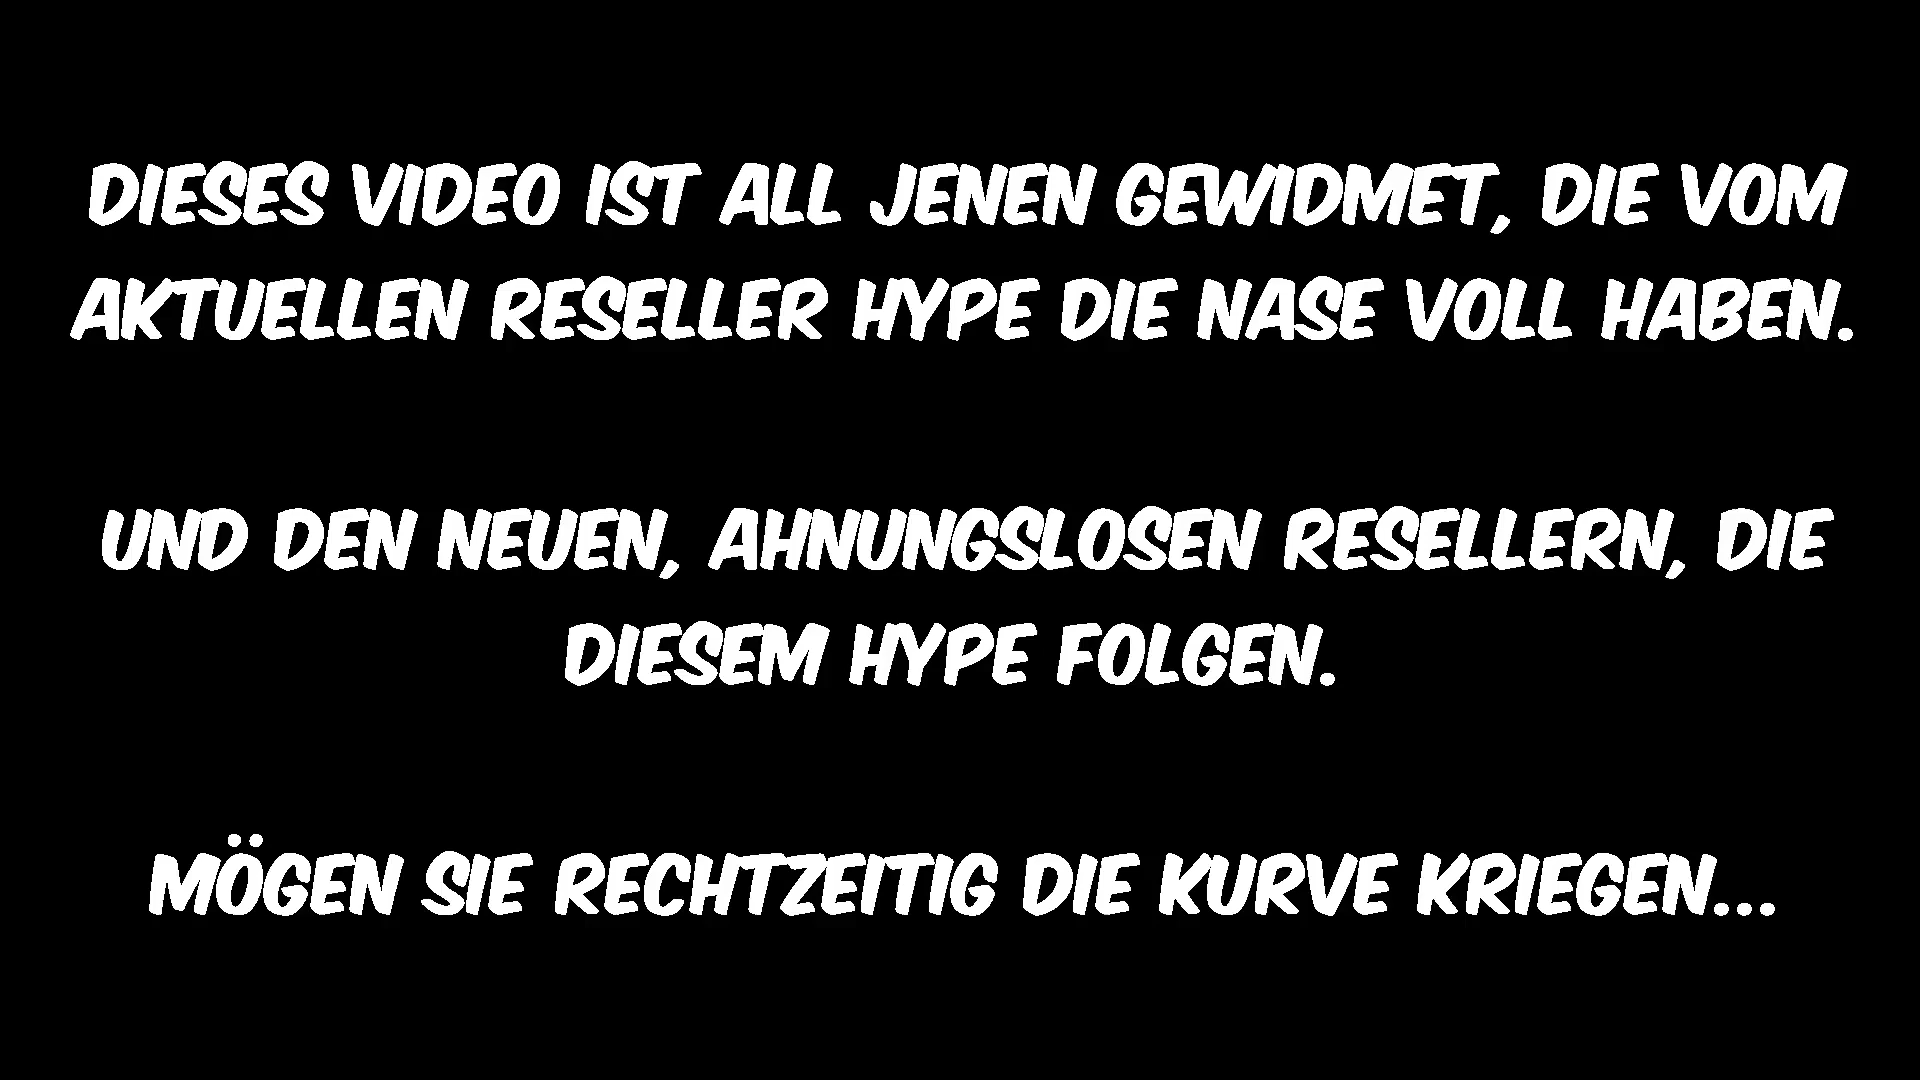 DIESES VIDEO IST ALL JENEN GEWIDMET, DIE VOM
AKTUELLEN RESELLER HYPE DIE NASE VOLL HABEN.
UND DEN NEUEN, AHNUNGSLOSEN RESELLERN, DIE
DIESEM HYPE FOLGEN.
MÖGEN SIE RECHTZEITIG DIE KURVE KRIEGEN...